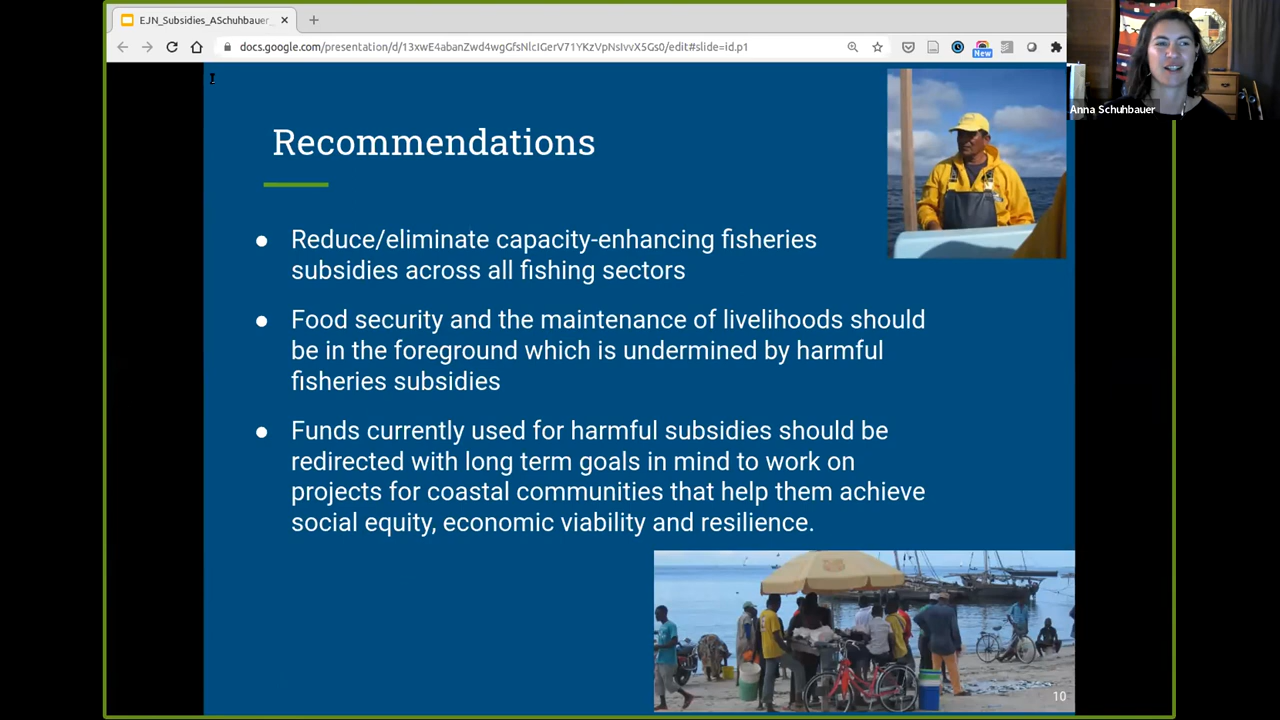 EJN_Subsidies_ASchuhbauer_
docs.google.com/presentation/d/13xwE4abanZwd4wgGfsNlcIGerV71YKzVpNsIvvXSGs0/edit#slide=id.p1
New
Anna Schuhbauer
Recommendations
● Reduce/eliminate capacity-enhancing fisheries
subsidies across all fishing sectors
● Food security and the maintenance of livelihoods should
be in the foreground which is undermined by harmful
fisheries subsidies
● Funds currently used for harmful subsidies should be
redirected with long term goals in mind to work on
projects for coastal communities that help them achieve
social equity, economic viability and resilience.
10